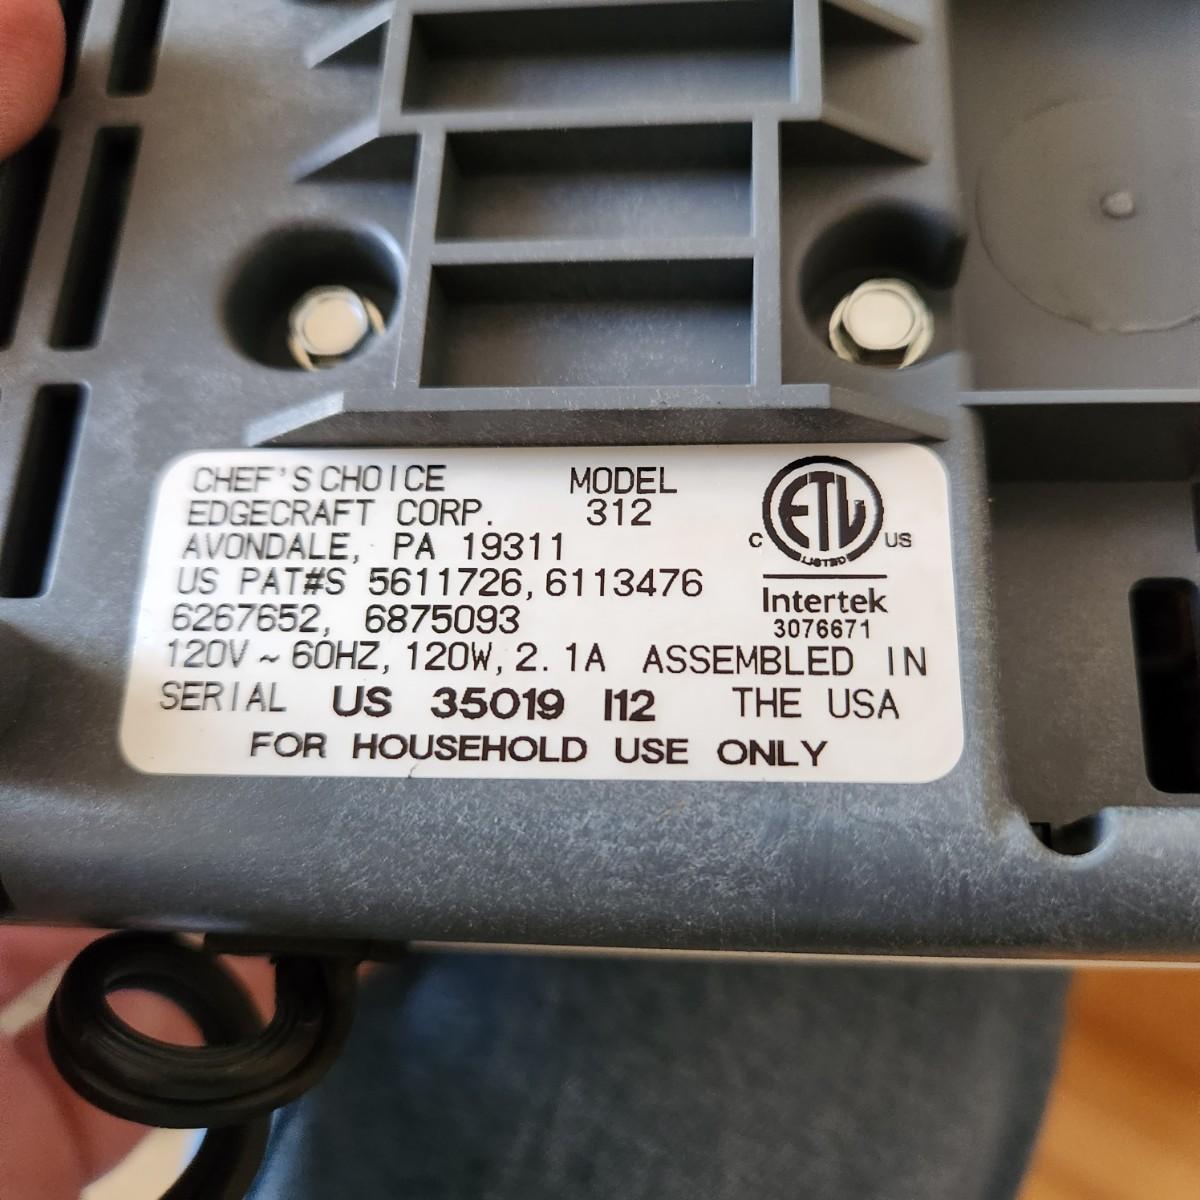 CHEF'S CHOICE MODEL
EDGECRAFT CORP. 312
AVONDALE, PA 19311
US PAT#S 5611726, 6113476
6267652, 6875093
120V ~ 60HZ, 120W, 2.1A ASSEMBLED IN
SERIAL US 35019 I12 THE USA
FOR HOUSEHOLD USE ONLY
ETL
C US
LISTED
Intertek
3076671